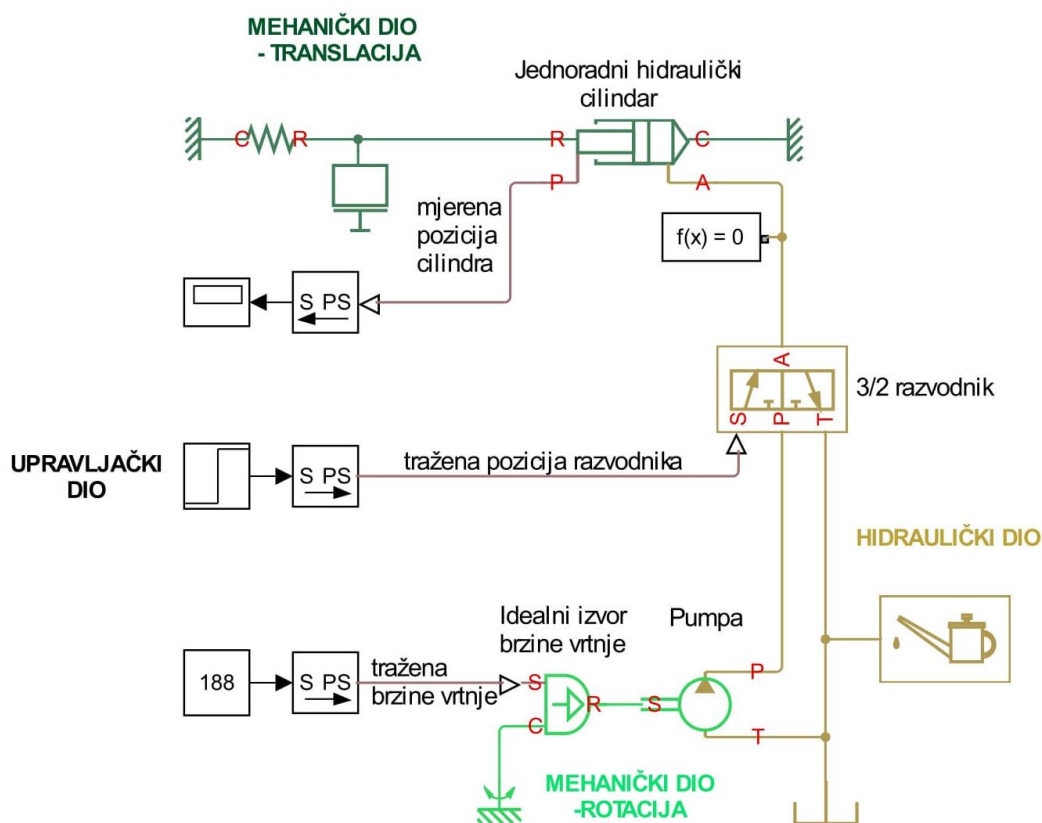 MEHANIČKI DIO
- TRANSLACIJA
Jednoradni hidraulički
cilindar
C
R
R
C
P
A
mjerena
pozicija
cilindra
f(x) = 0
S PS
A
3/2 razvodnik
S
P
T
UPRAVLJAČKI
DIO
S PS
tražena pozicija razvodnika
HIDRAULIČKI DIO
Idealni izvor
brzine vrtnje
Pumpa
188
S PS
tražena
brzine vrtnje
S
R
S
P
C
T
MEHANIČKI DIO
-ROTACIJA